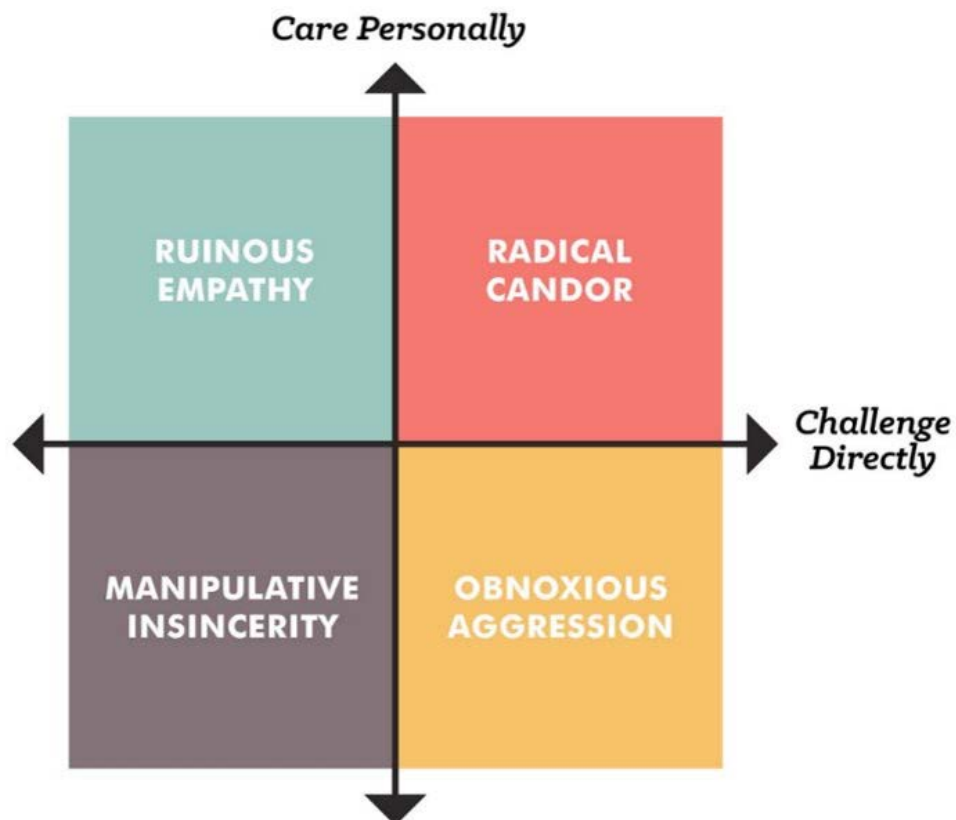 Care Personally
RUINOUS
EMPATHY
RADICAL
CANDOR
Challenge
Directly
MANIPULATIVE
INSINCERITY
OBNOXIOUS
AGGRESSION